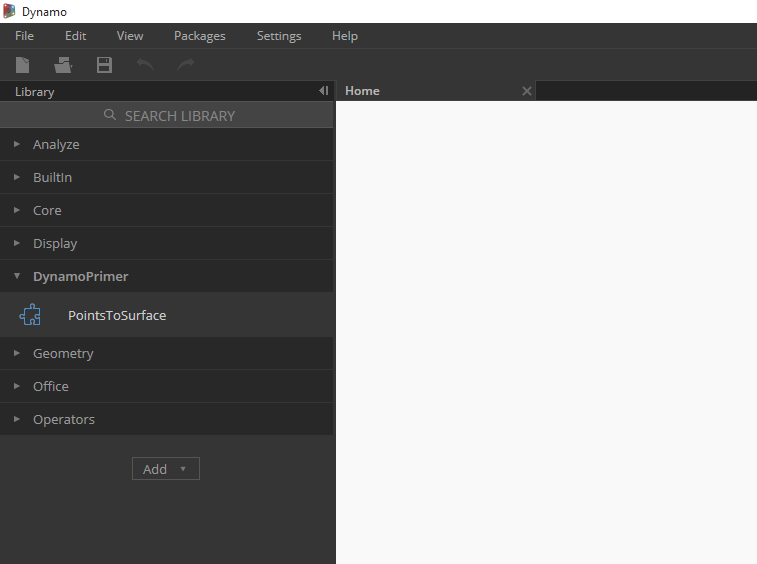 Dynamo
File Edit View Packages Settings Help
Library
Home
SEARCH LIBRARY
Analyze
BuiltIn
Core
Display
DynamoPrimer
PointsToSurface
Geometry
Office
Operators
Add